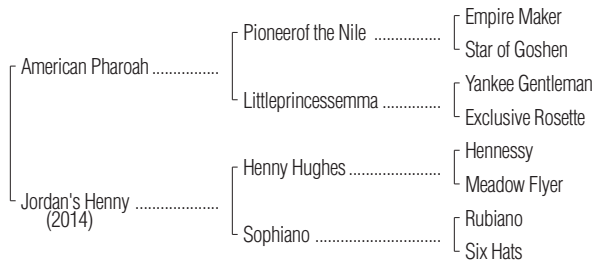 Empire Maker
Pioneerof the Nile ................
Star of Goshen
American Pharoah ................
Yankee Gentleman
Littleprincessemma ..............
Exclusive Rosette
Hennessy
Henny Hughes ......................
Meadow Flyer
Jordan's Henny ....................
(2014)
Rubiano
Sophiano ..............................
Six Hats